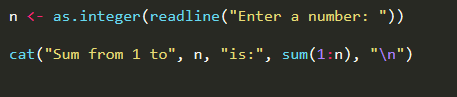 n <- as.integer(readline("Enter a number: "))
cat("Sum from 1 to", n, "is:", sum(1:n), "\n")